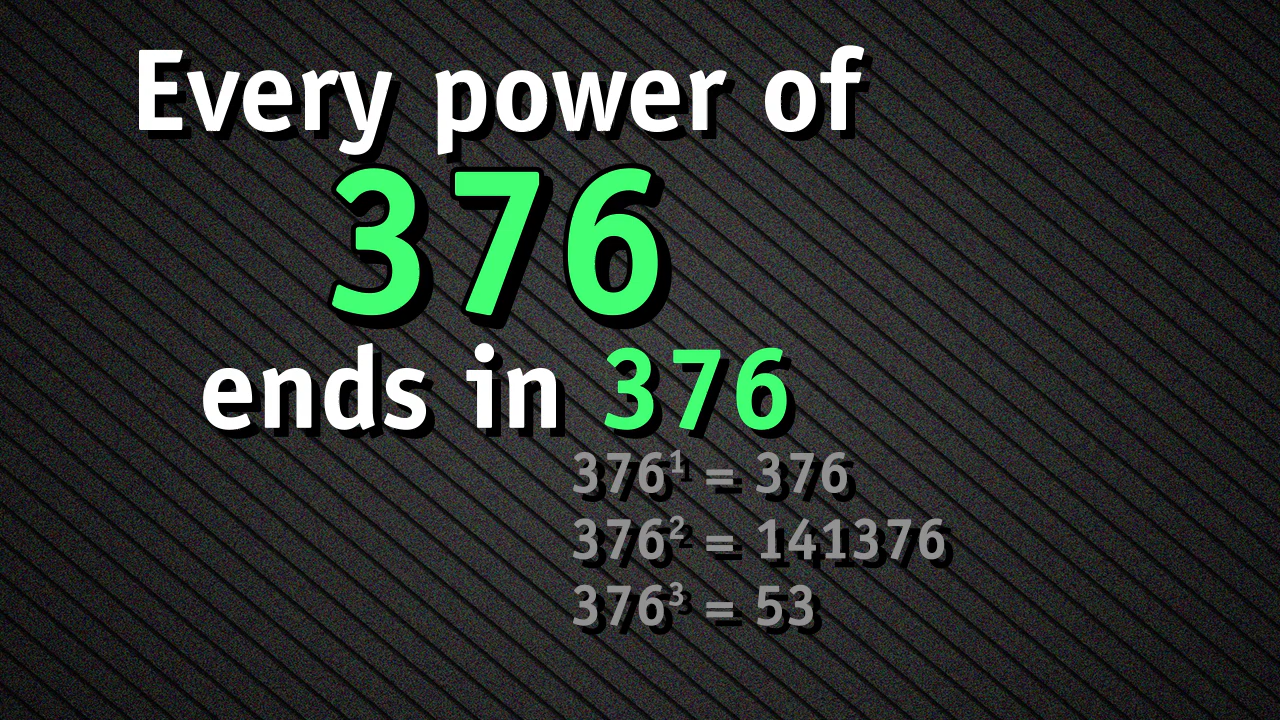 Every power of
376
ends in 376
376¹ = 376
376² = 141376
376³ = 53